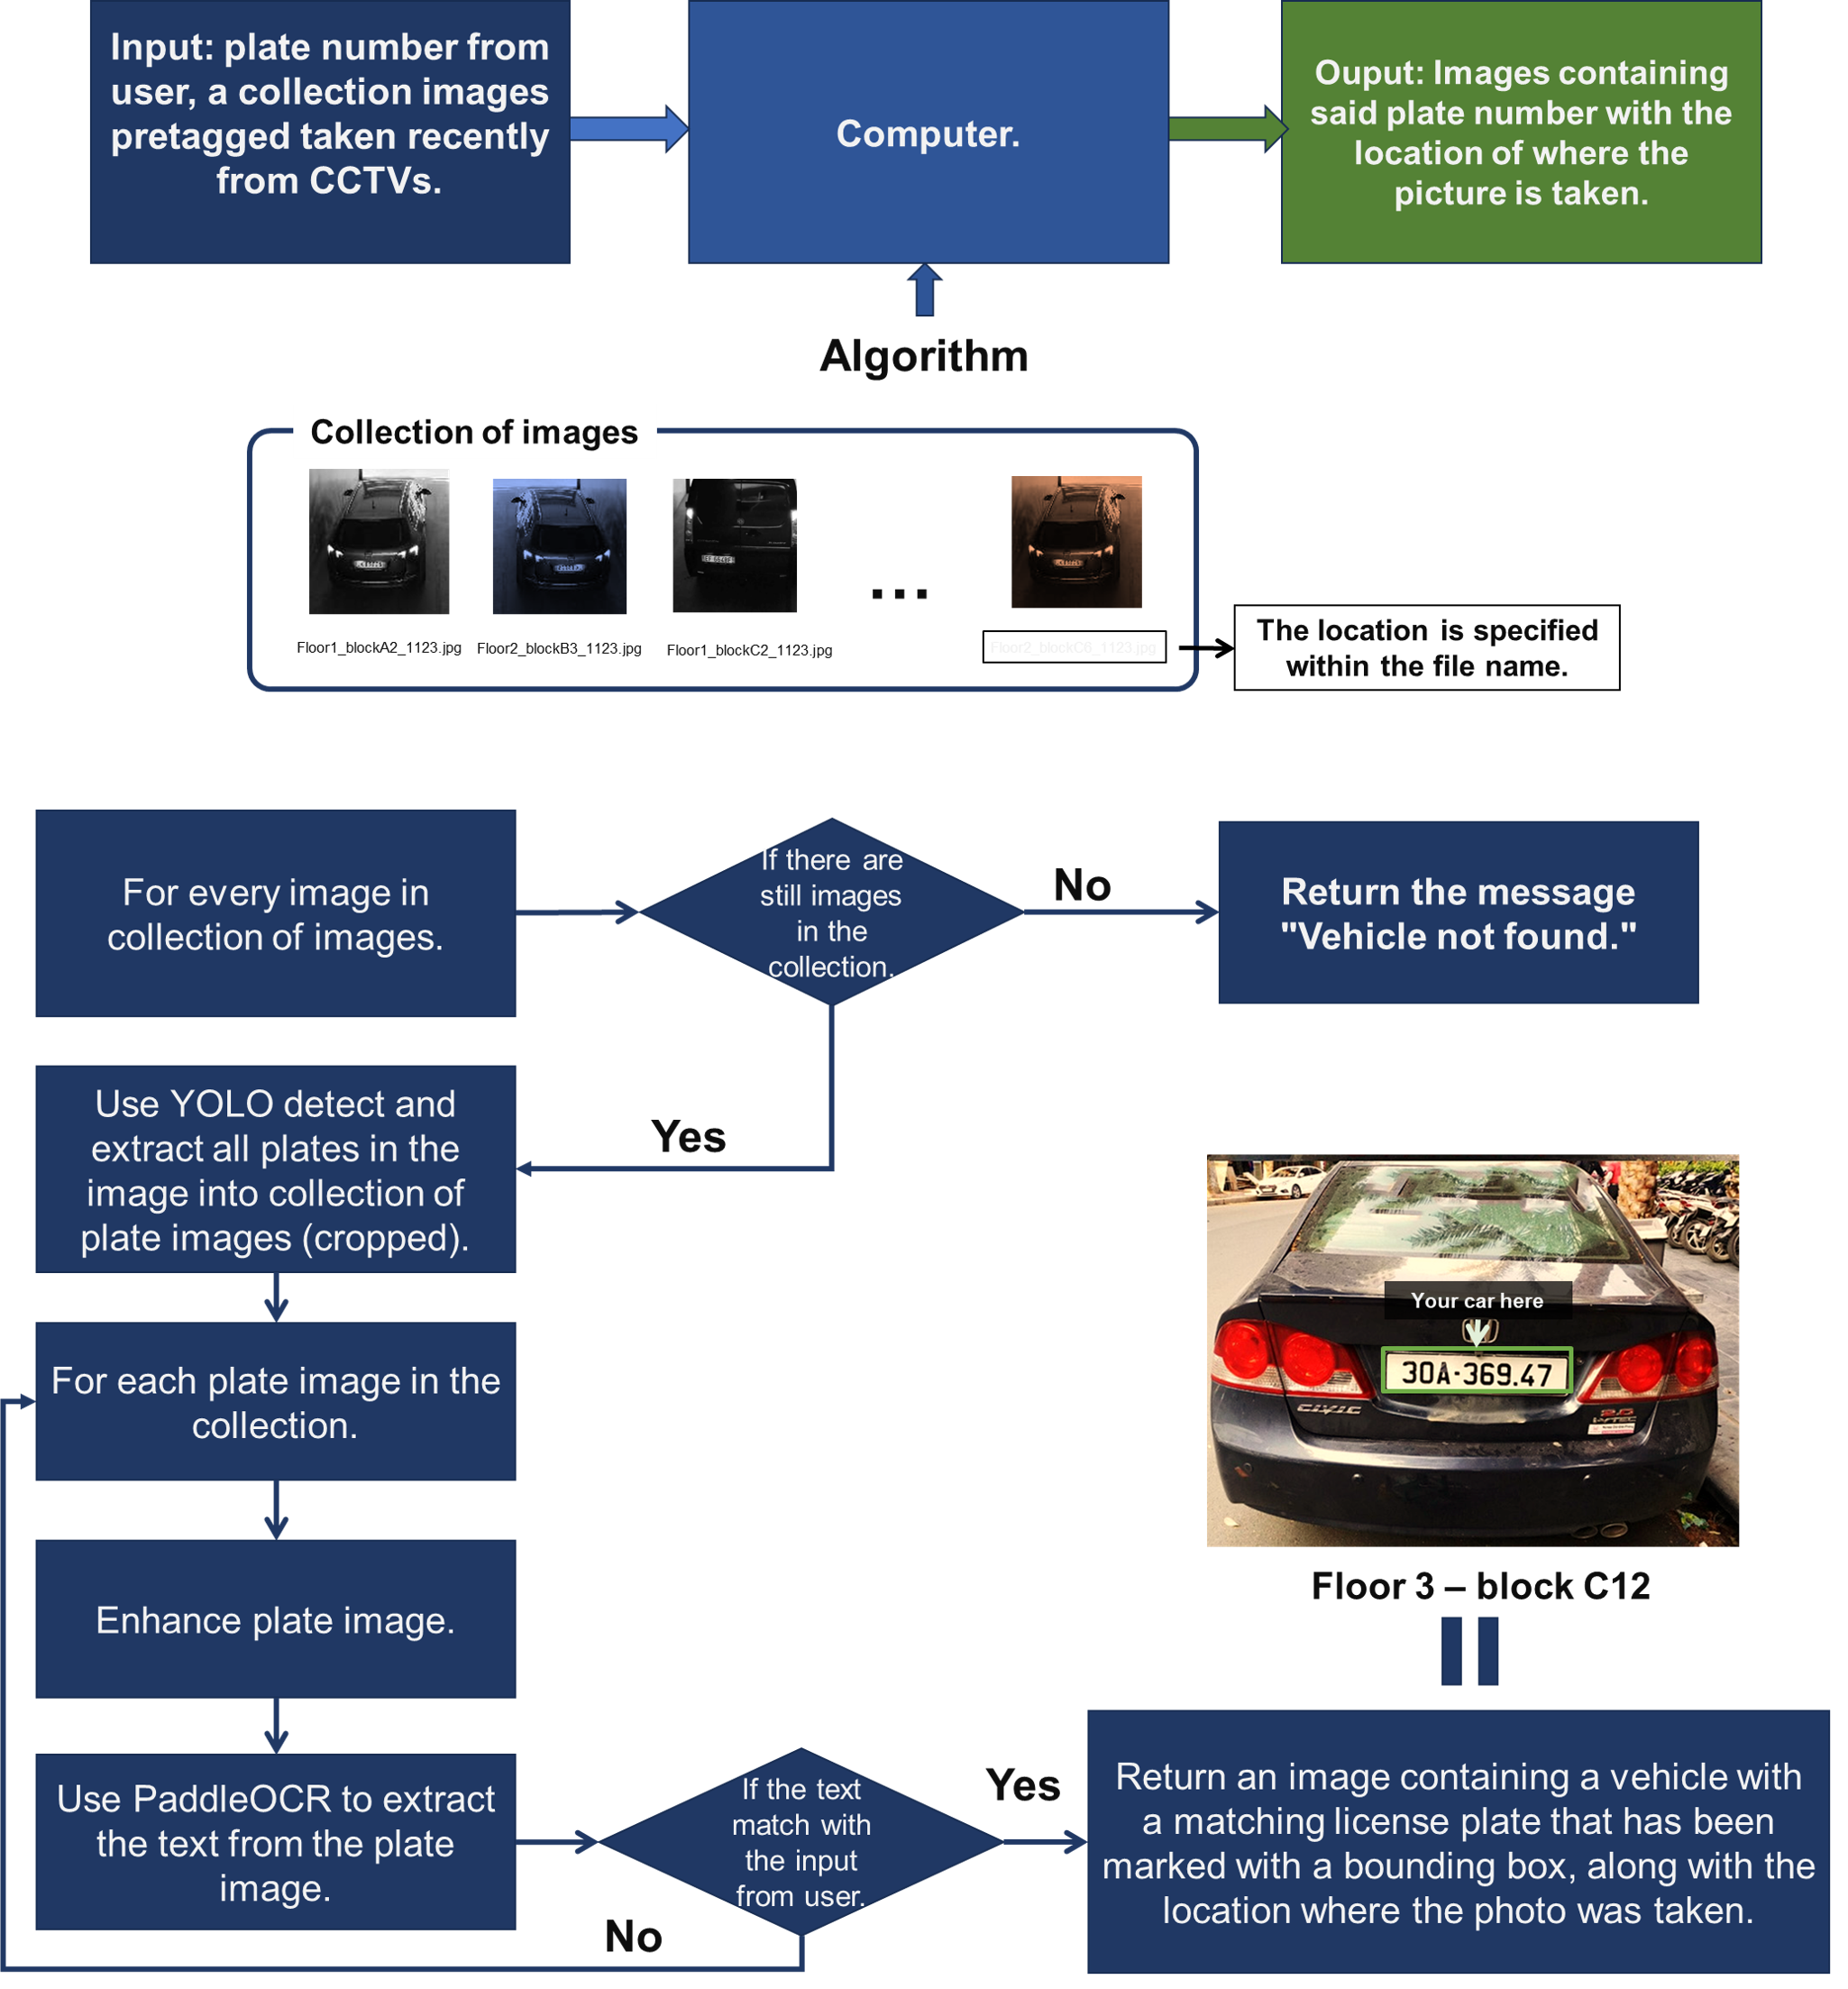 Input: plate number from
user, a collection images
pretagged taken recently
from CCTVs.
Computer.
Ouput: Images containing
said plate number with the
location of where the
picture is taken.
Algorithm
Collection of images
...
Floor1_blockA2_1123.jpg
Floor2_blockB3_1123.jpg
Floor1_blockC2_1123.jpg
Floor2_blockC6_1123.jpg
The location is specified
within the file name.
For every image in
collection of images.
If there are
still images
in the
collection.
No
Return the message
"Vehicle not found."
Yes
Use YOLO detect and
extract all plates in the
image into collection of
plate images (cropped).
For each plate image in the
collection.
Enhance plate image.
Use PaddleOCR to extract
the text from the plate
image.
If the text
match with
the input
from user.
No
Yes
Your car here
30A-369.47
CIVIC
2.0
i-VTEC
Floor 3 – block C12
Return an image containing a vehicle with
a matching license plate that has been
marked with a bounding box, along with the
location where the photo was taken.